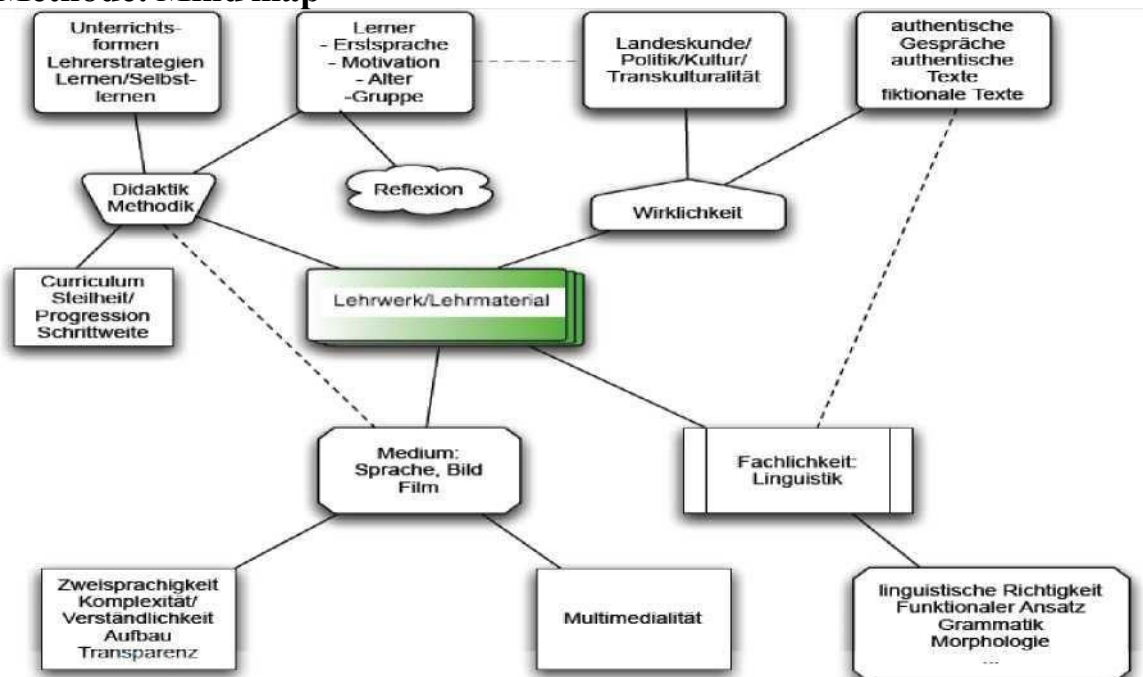 Methode: Mind map
Unterrichts-
formen
Lehrerstrategien
Lernen/Selbst-
lernen
Lerner
- Erstsprache
- Motivation
- Alter
-Gruppe
Landeskunde/
Politik/Kultur/
Transkulturalität
authentische
Gespräche
authentische
Texte
fiktionale Texte
Didaktik
Methodik
Reflexion
Wirklichkeit
Curriculum
Steilheit/
Progression
Schrittweite
Lehrwerk/Lehrmaterial
Medium:
Sprache, Bild
Film
Fachlichkeit:
Linguistik
Zweisprachigkeit
Komplexität/
Verständlichkeit
Aufbau
Transparenz
Multimedialität
linguistische Richtigkeit
Funktionaler Ansatz
Grammatik
Morphologie
...